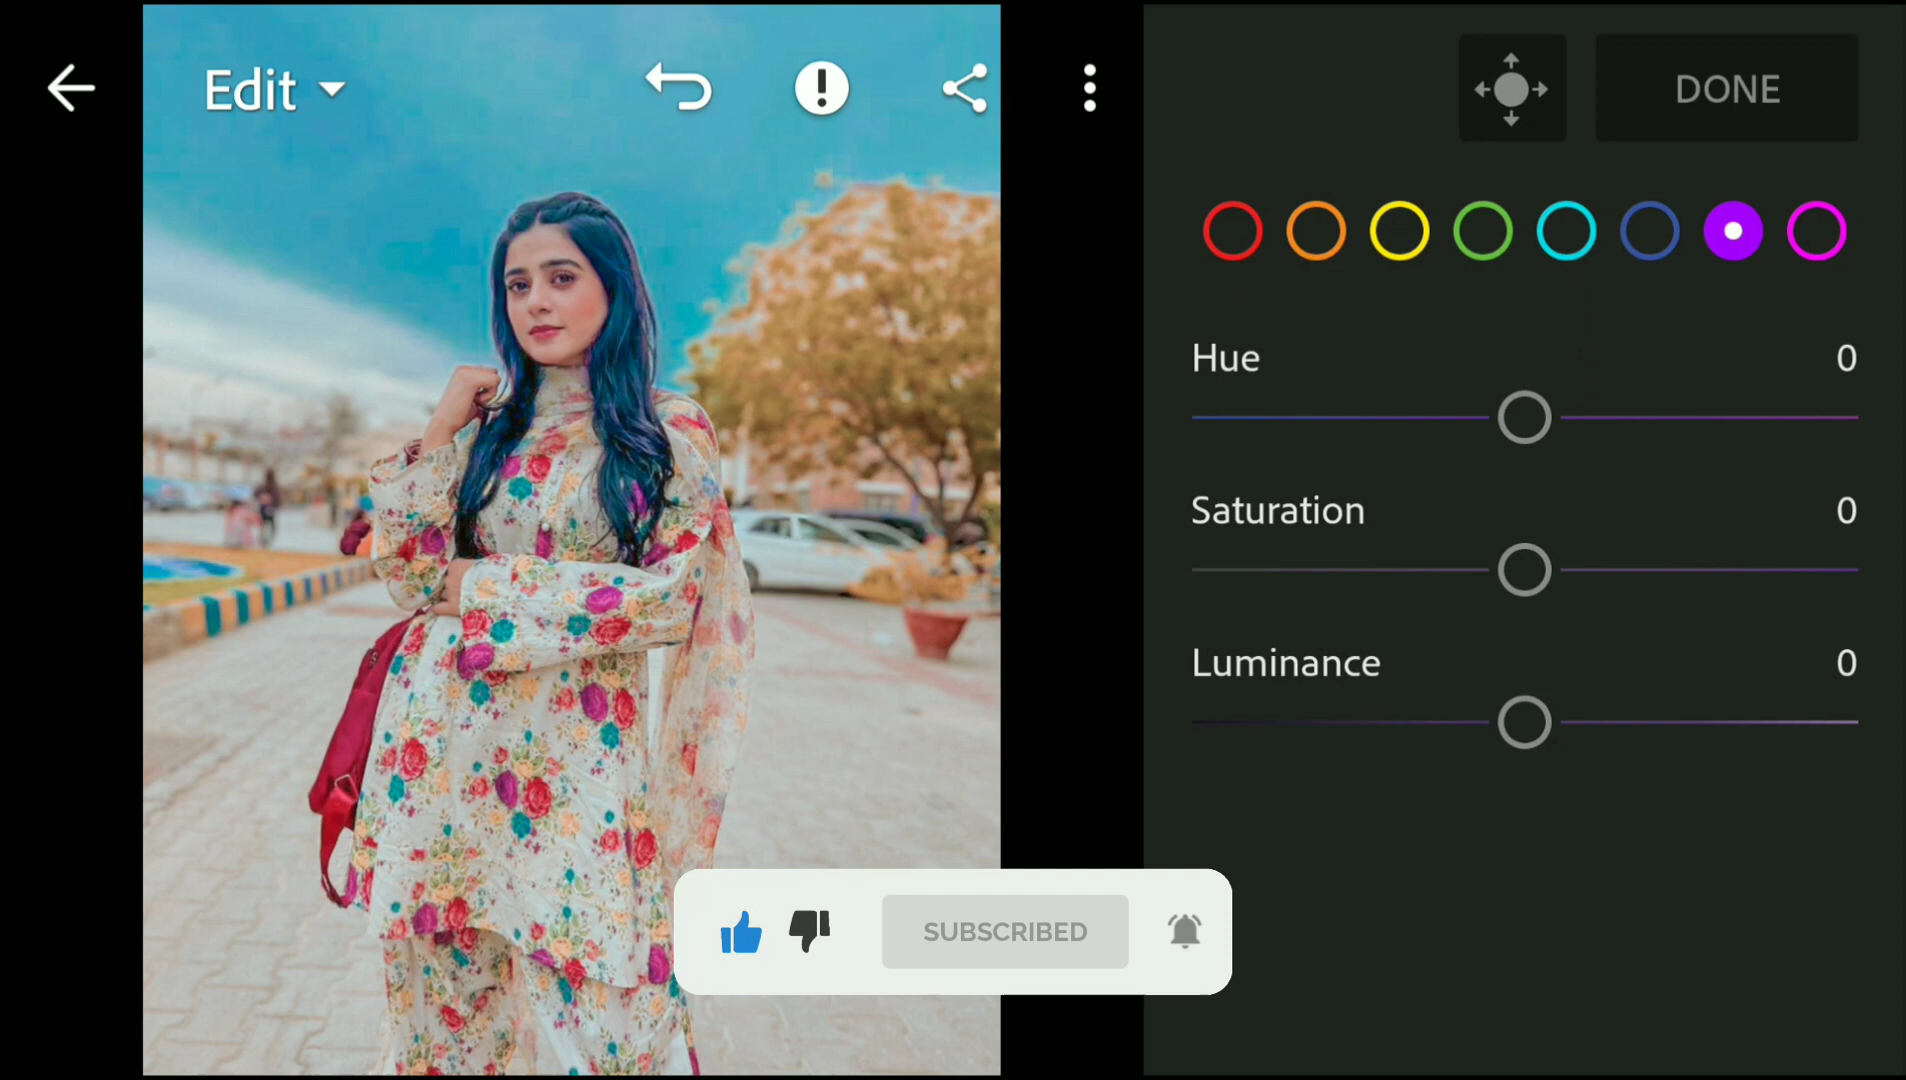 Edit
DONE
Hue 0
Saturation 0
Luminance 0
SUBSCRIBED